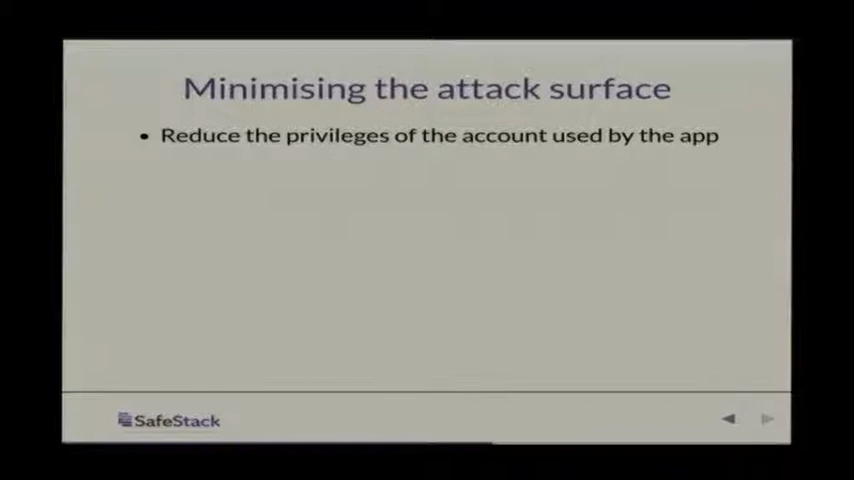 Minimising the attack surface
• Reduce the privileges of the account used by the app
SafeStack